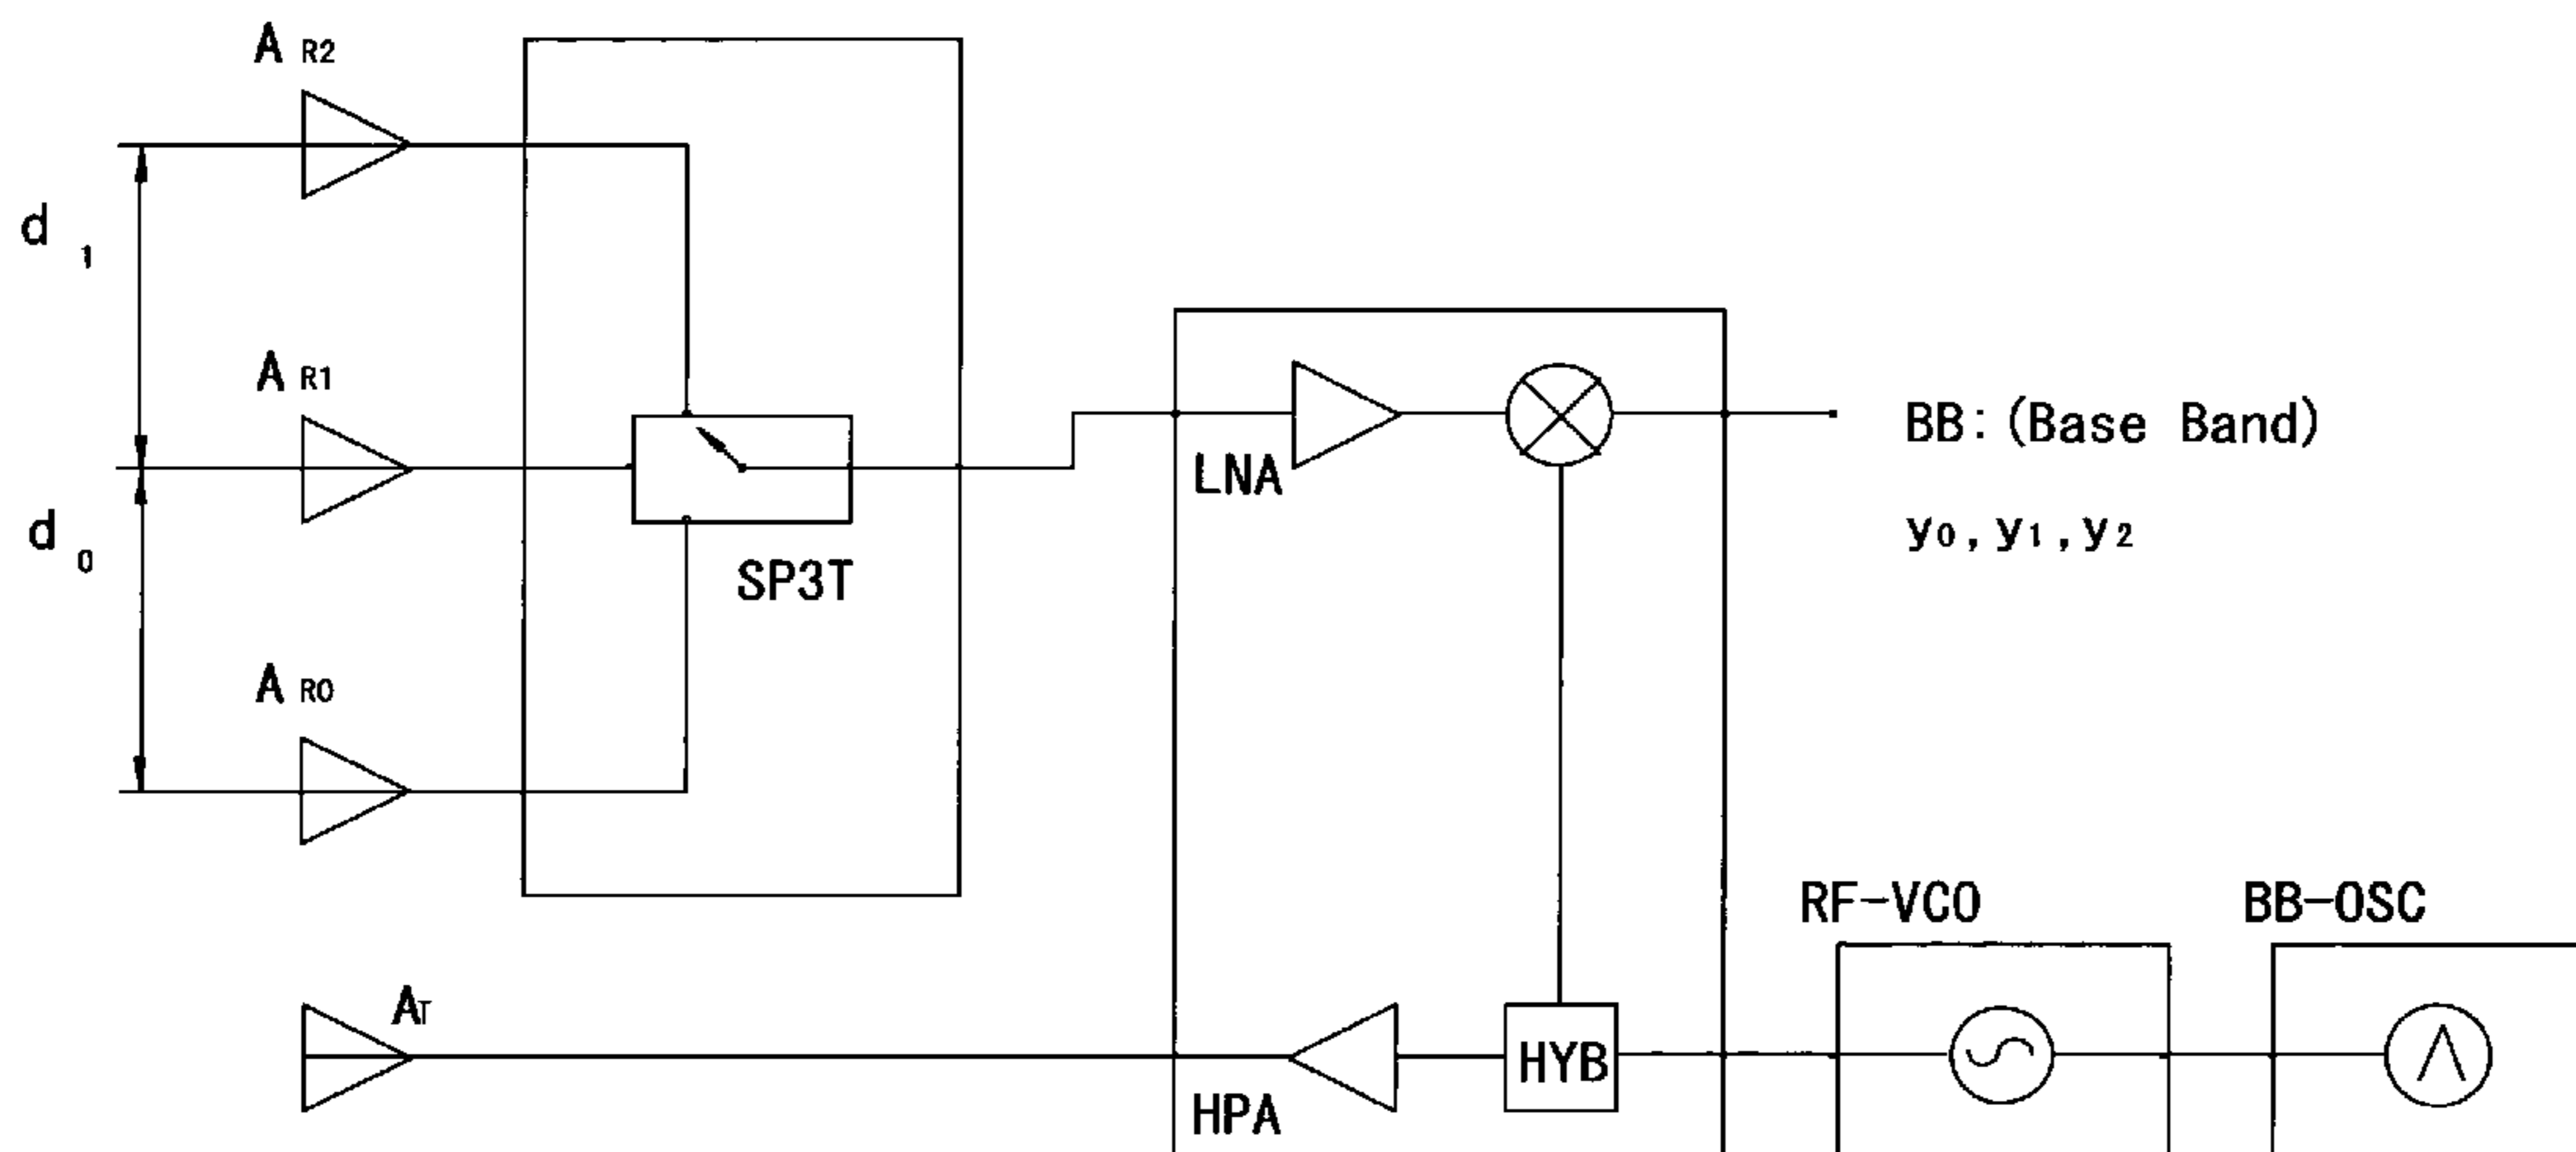 A R2
d 1
A R1
d 0
A R0
SP3T
LNA
BB: (Base Band)
y0, y1, y2
RF-VCO
BB-OSC
AT
HYB
HPA